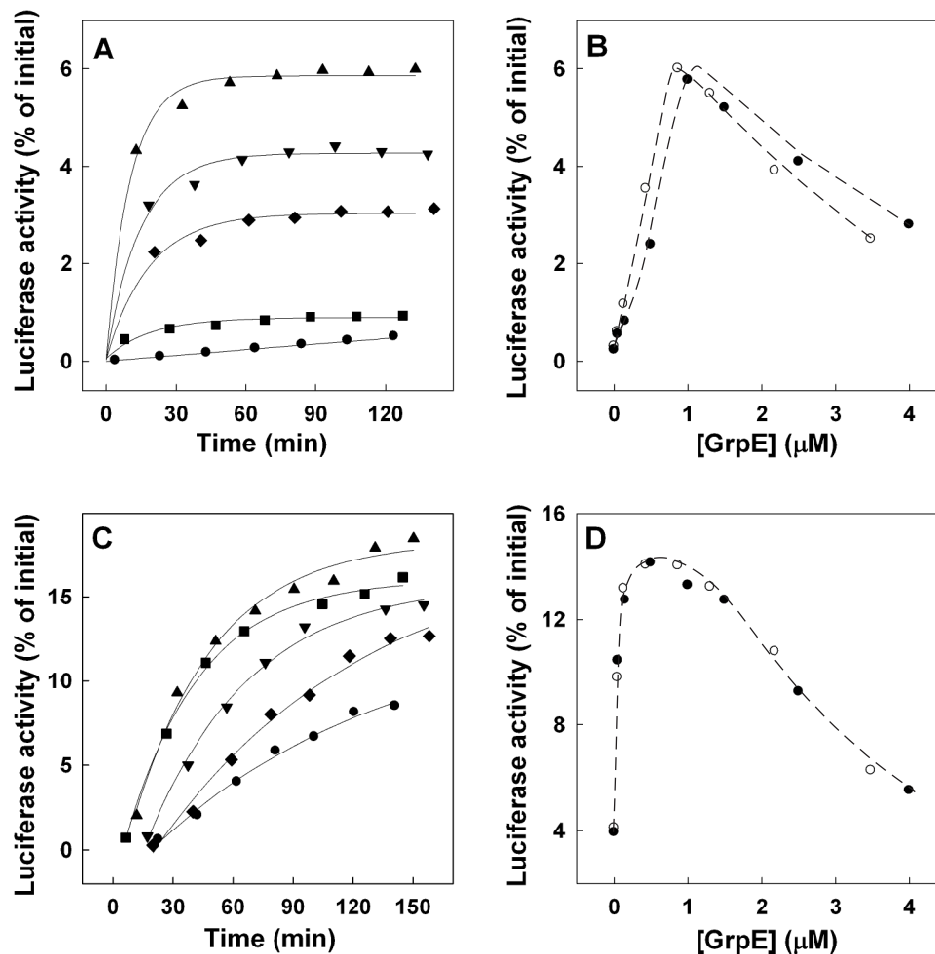 A
Luciferase activity (% of initial)
6
4
2
0
0 30 60 90 120
Time (min)
B
Luciferase activity (% of initial)
6
4
2
0
0 1 2 3 4
[GrpE] (μM)
C
Luciferase activity (% of initial)
15
10
5
0
0 30 60 90 120 150
Time (min)
D
Luciferase activity (% of initial)
16
12
8
4
0 1 2 3 4
[GrpE] (μM)